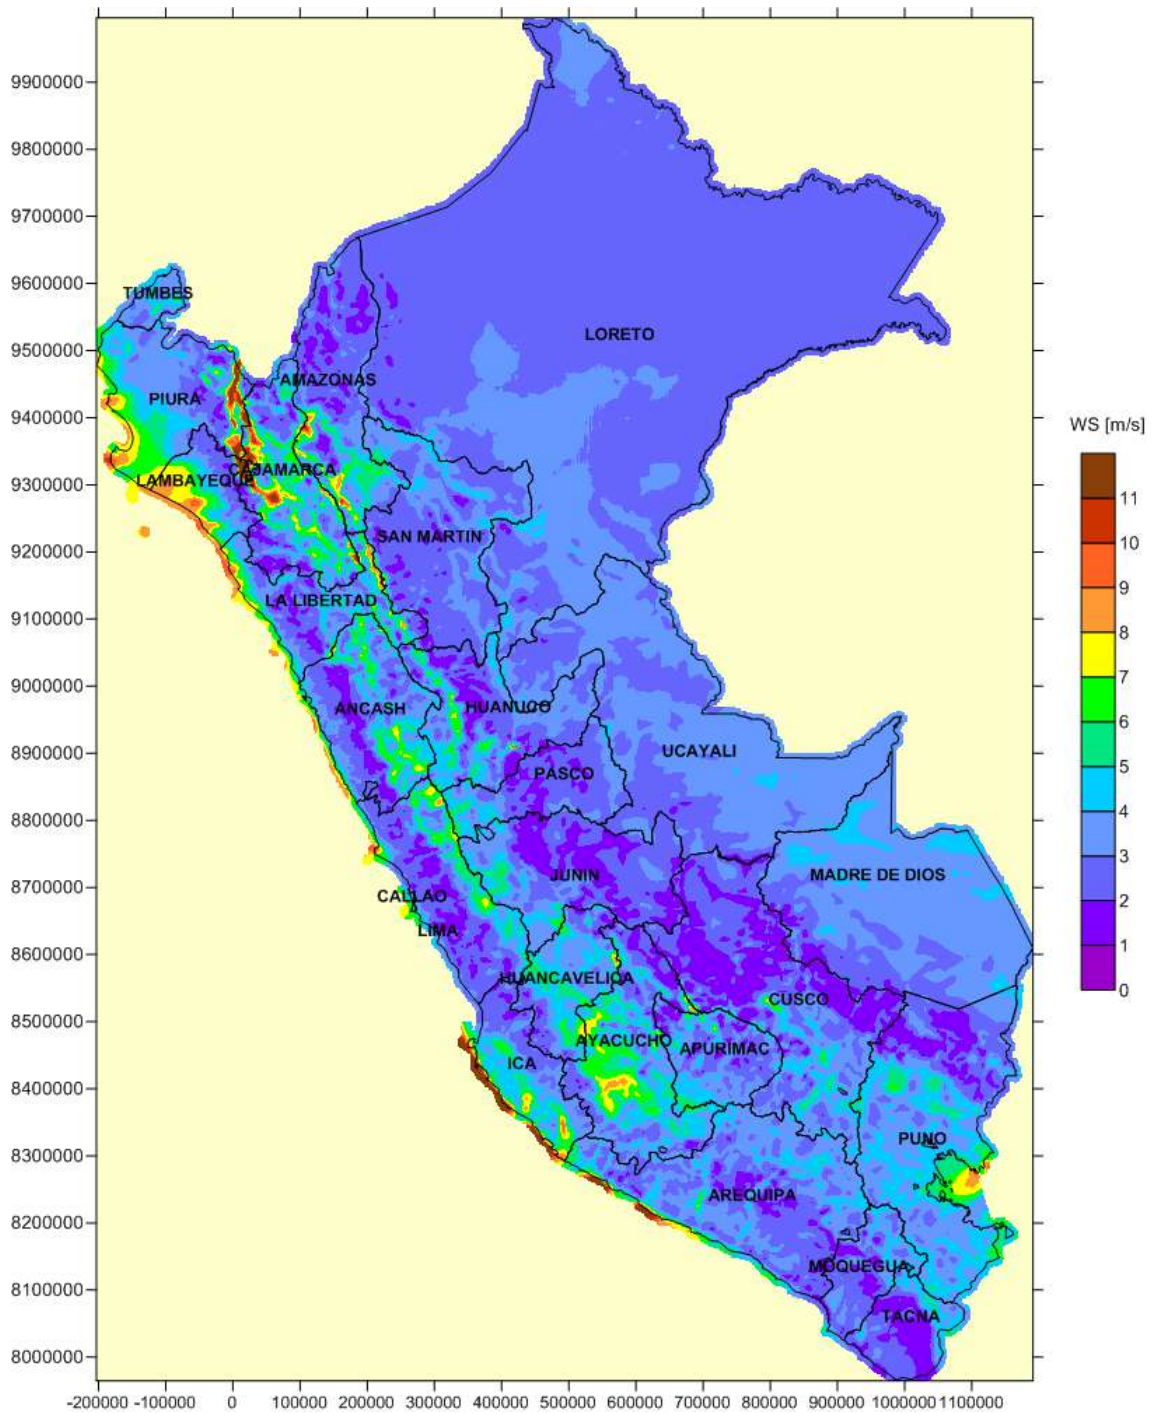 9900000
9800000
9700000
9600000
TUMBES
9500000
LORETO
AMAZONAS
9400000
PIURA
WS [m/s]
CAJAMARCA
9300000
LAMBAYEQUE
11
SAN MARTIN
10
9200000
9
LA LIBERTAD
8
9100000
7
9000000
ANCASH
HUANUCO
6
UCAYALI
8900000
PASCO
5
4
8800000
3
JUNIN
MADRE DE DIOS
2
8700000
CALLAO
LIMA
1
8600000
HUANCAVELICA
0
CUSCO
8500000
AYACUCHO
APURIMAC
ICA
8400000
PUNO
8300000
AREQUIPA
8200000
MOQUEGUA
8100000
TACNA
8000000
-200000 -100000 0 100000 200000 300000 400000 500000 600000 700000 800000 900000 1000000 1100000